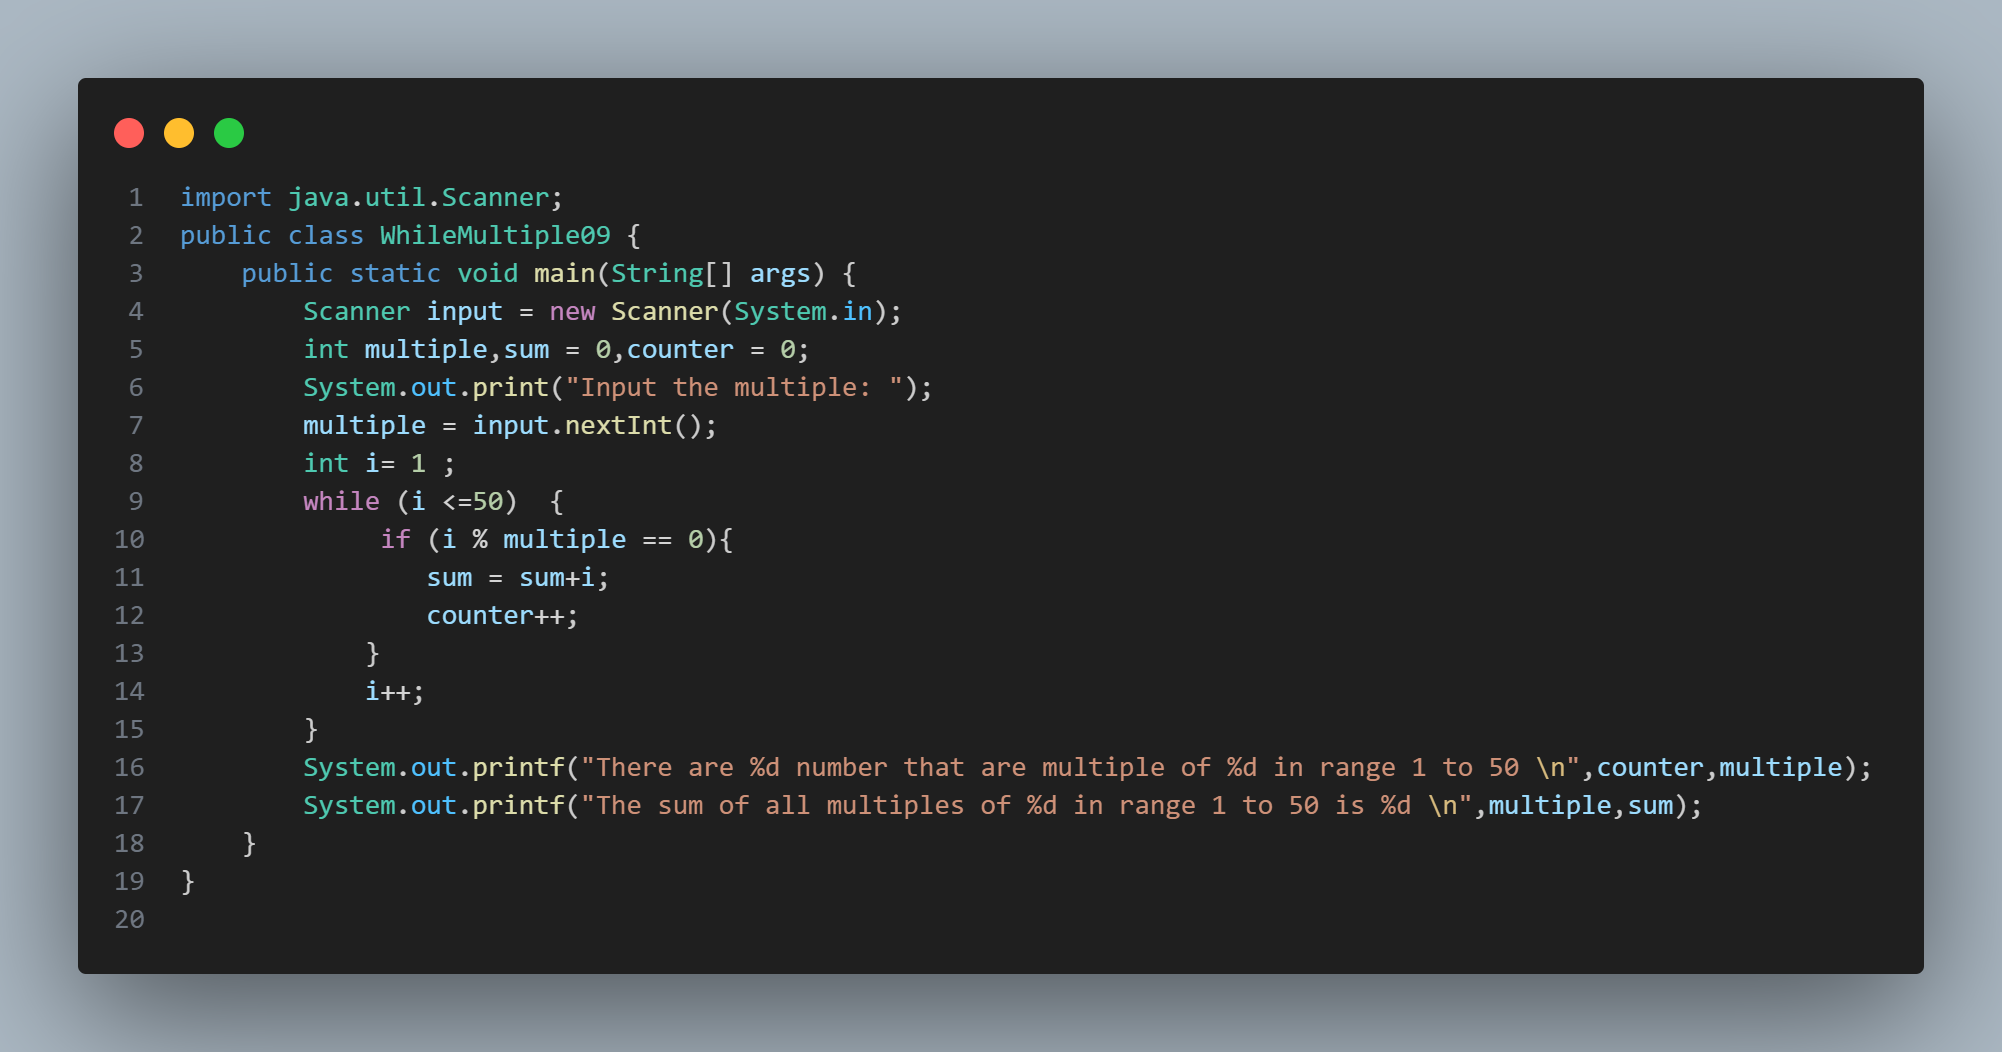 1 import java.util.Scanner;
2 public class WhileMultiple09 {
3     public static void main(String[] args) {
4         Scanner input = new Scanner(System.in);
5         int multiple,sum = 0,counter = 0;
6         System.out.print("Input the multiple: ");
7         multiple = input.nextInt();
8         int i= 1 ;
9         while (i <=50)  {
10              if (i % multiple == 0){
11                 sum = sum+i;
12                 counter++;
13             }
14             i++;
15         }
16         System.out.printf("There are %d number that are multiple of %d in range 1 to 50 \n",counter,multiple);
17         System.out.printf("The sum of all multiples of %d in range 1 to 50 is %d \n",multiple,sum);
18     }
19 }
20